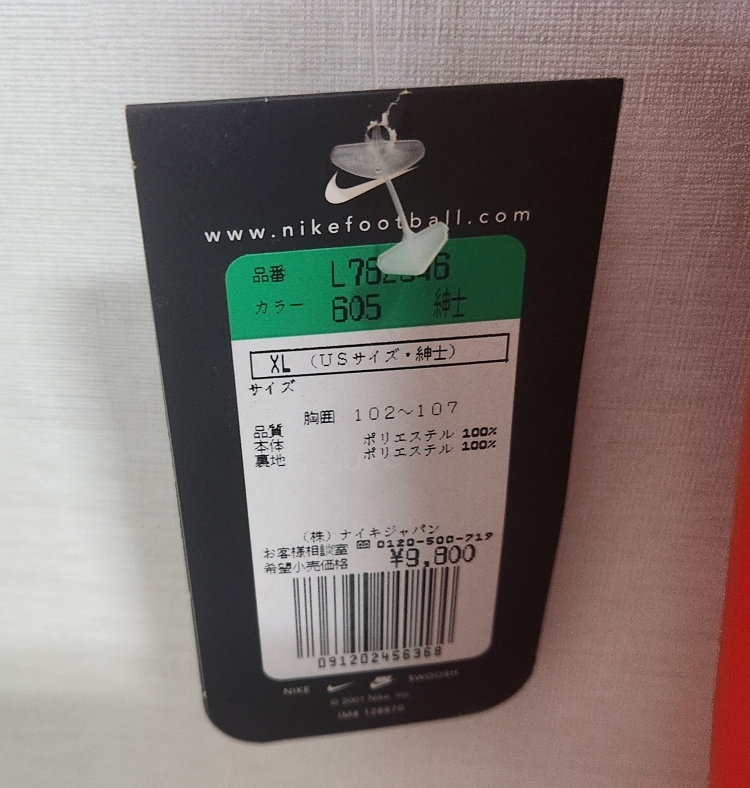 www.nikefootball.com
品番
カラー 605 紳士
XL (USサイズ・紳士)
サイズ
胸囲 102～107
品質
本体 ポリエステル 100%
裏地 ポリエステル 100%
(株)ナイキジャパン
お客様相談室 ☎ 0120-500-719
希望小売価格 ¥9,800
091202456368
NIKE NIKE SWOOSH
© 2001 Nike, Inc.
IM# 128870